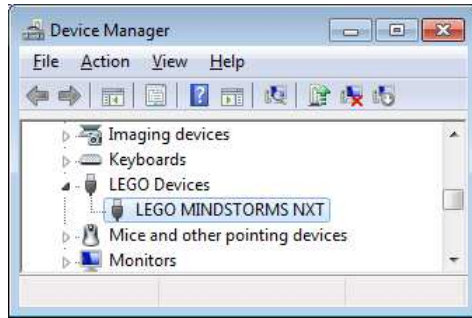 Device Manager
File Action View Help
Imaging devices
Keyboards
LEGO Devices
LEGO MINDSTORMS NXT
Mice and other pointing devices
Monitors